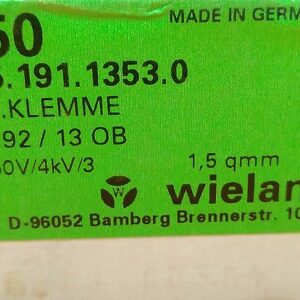 MADE IN GERM
50
.191.1353.0
.KLEMME
92 / 13 OB
0V/4kV/3
1,5 qmm
W
wielan
D-96052 Bamberg Brennerstr. 10